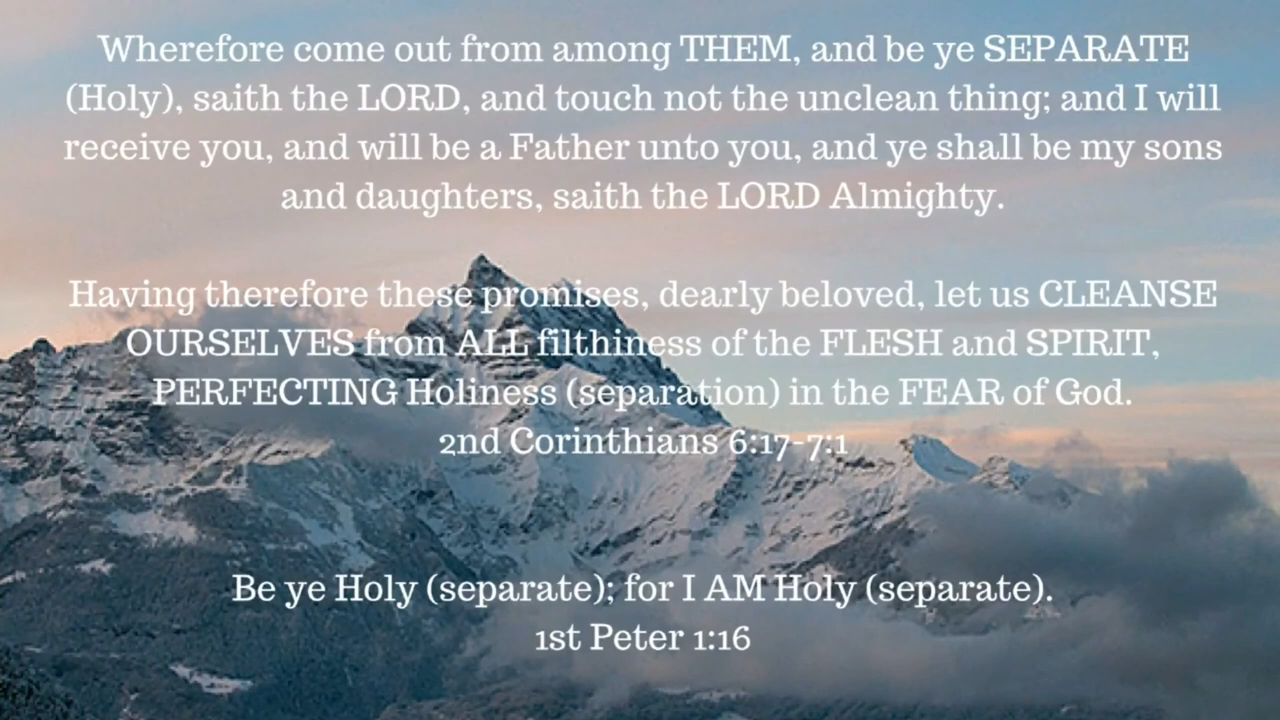 Wherefore come out from among THEM, and be ye SEPARATE
(Holy), saith the LORD, and touch not the unclean thing; and I will
receive you, and will be a Father unto you, and ye shall be my sons
and daughters, saith the LORD Almighty.
Having therefore these promises, dearly beloved, let us CLEANSE
OURSELVES from ALL filthiness of the FLESH and SPIRIT,
PERFECTING Holiness (separation) in the FEAR of God.
2nd Corinthians 6:17-7:1
Be ye Holy (separate); for I AM Holy (separate).
1st Peter 1:16